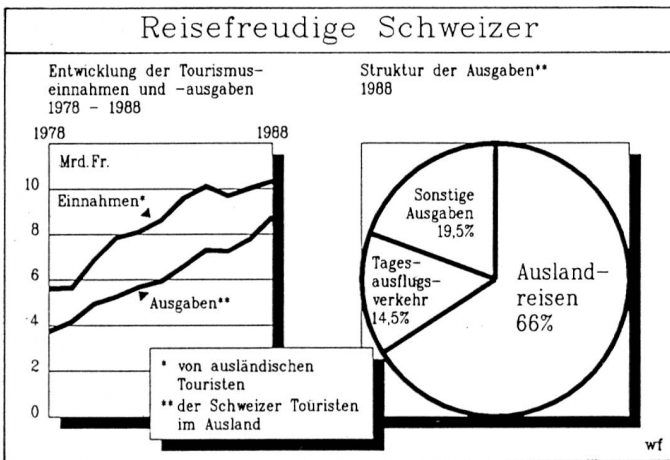 Reisefreudige Schweizer
Entwicklung der Tourismus-
einnahmen und -ausgaben
1978 - 1988
1978
1988
Mrd.Fr.
10
8
6
4
2
0
Einnahmen*
Ausgaben**
* von ausländischen
Touristen
** der Schweizer Touristen
im Ausland
Struktur der Ausgaben**
1988
Sonstige
Ausgaben
19,5%
Tages-
ausflugs-
verkehr
14,5%
Ausland-
reisen
66%
wf